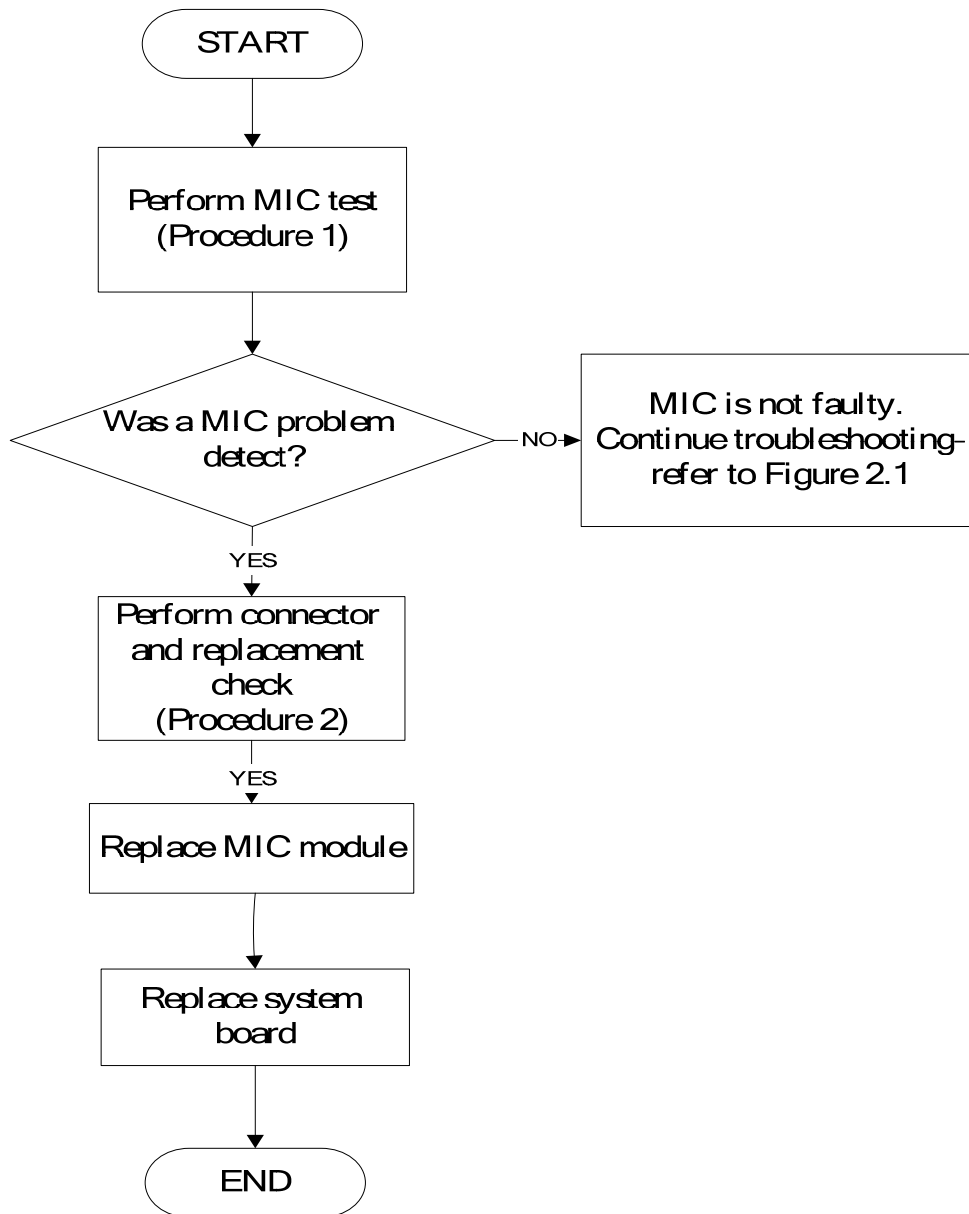 START
Perform MIC test
(Procedure 1)
Was a MIC problem
detect?
NO
MIC is not faulty.
Continue troubleshooting-
refer to Figure 2.1
YES
Perform connector
and replacement
check
(Procedure 2)
YES
Replace MIC module
Replace system
board
END